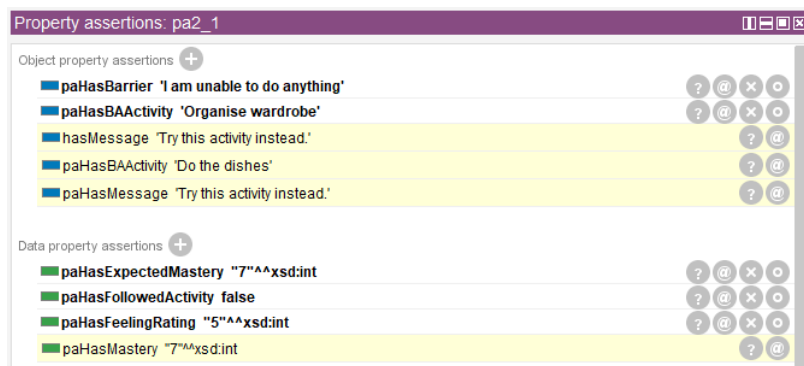 Property assertions: pa2_1
Object property assertions
paHasBarrier 'I am unable to do anything'
paHasBAActivity 'Organise wardrobe'
hasMessage 'Try this activity instead.'
paHasBAActivity 'Do the dishes'
paHasMessage 'Try this activity instead.'
Data property assertions
paHasExpectedMastery "7"^^xsd:int
paHasFollowedActivity false
paHasFeelingRating "5"^^xsd:int
paHasMastery "7"^^xsd:int